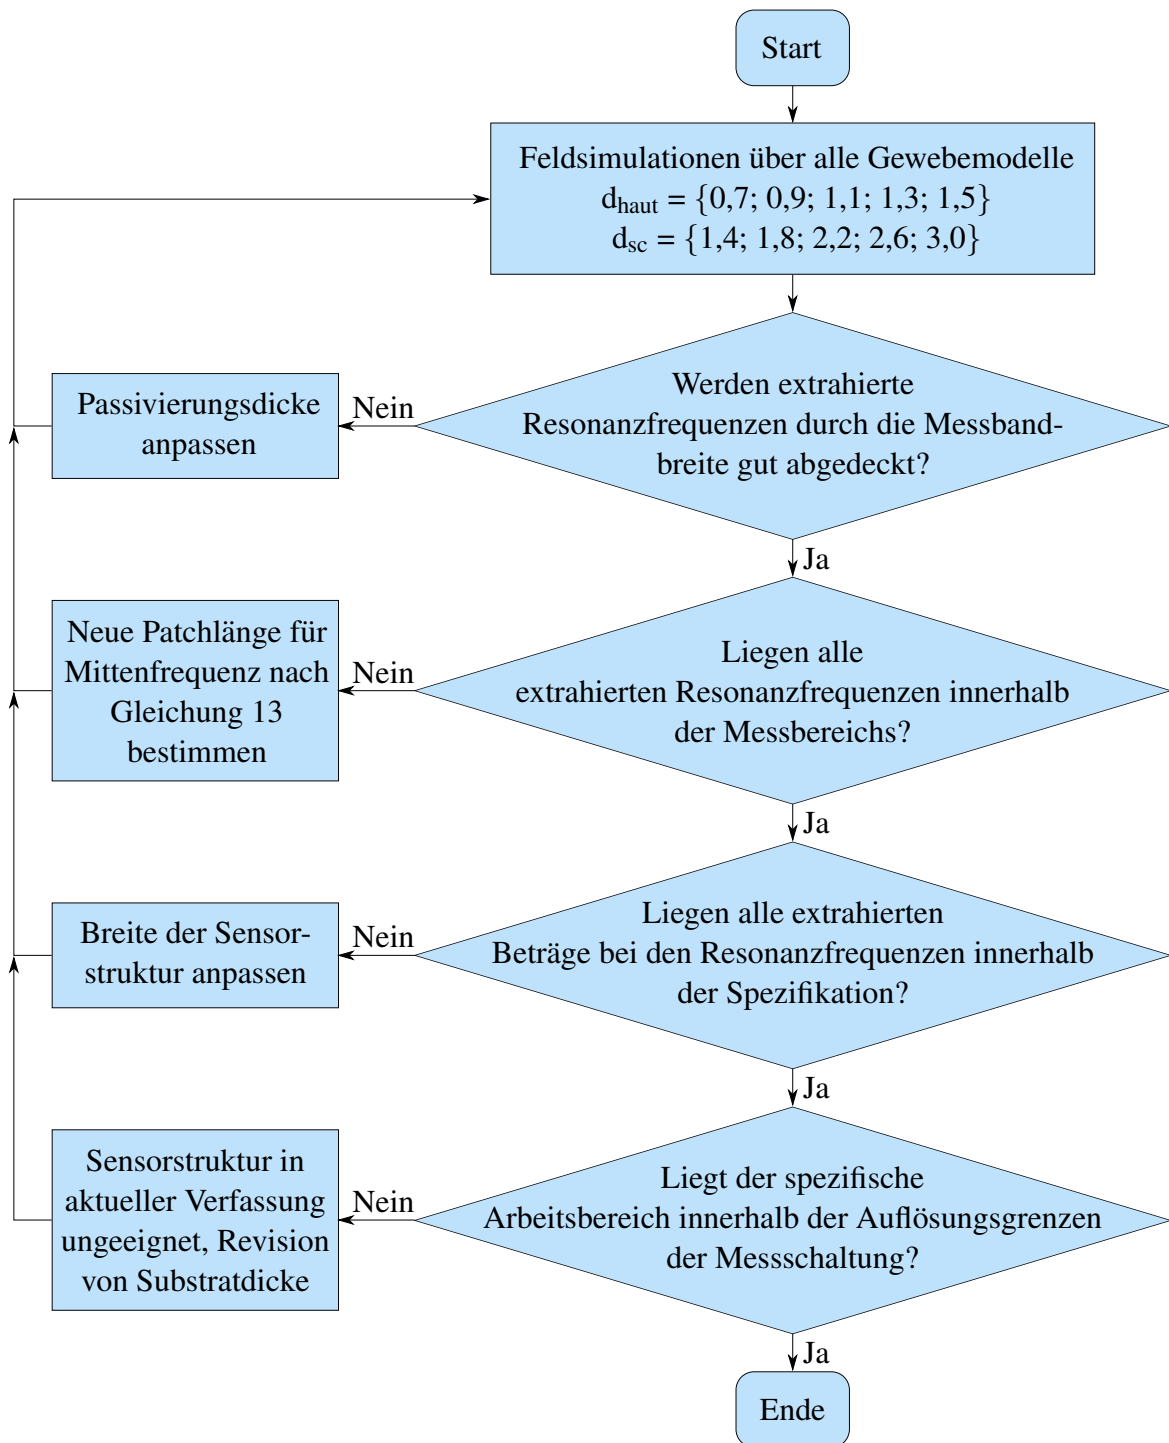 Start
Feldsimulationen über alle Gewebemodelle
d_haut = {0,7; 0,9; 1,1; 1,3; 1,5}
d_sc = {1,4; 1,8; 2,2; 2,6; 3,0}
Werden extrahierte
Resonanzfrequenzen durch die Messband-
breite gut abgedeckt?
Nein
Passivierungsdicke
anpassen
Ja
Liegen alle
extrahierten Resonanzfrequenzen innerhalb
der Messbereichs?
Nein
Neue Patchlänge für
Mittenfrequenz nach
Gleichung 13
bestimmen
Ja
Liegen alle extrahierten
Beträge bei den Resonanzfrequenzen innerhalb
der Spezifikation?
Nein
Breite der Sensor-
struktur anpassen
Ja
Liegt der spezifische
Arbeitsbereich innerhalb der Auflösungsgrenzen
der Messschaltung?
Nein
Sensorstruktur in
aktueller Verfassung
ungeeignet, Revision
von Substratdicke
Ja
Ende